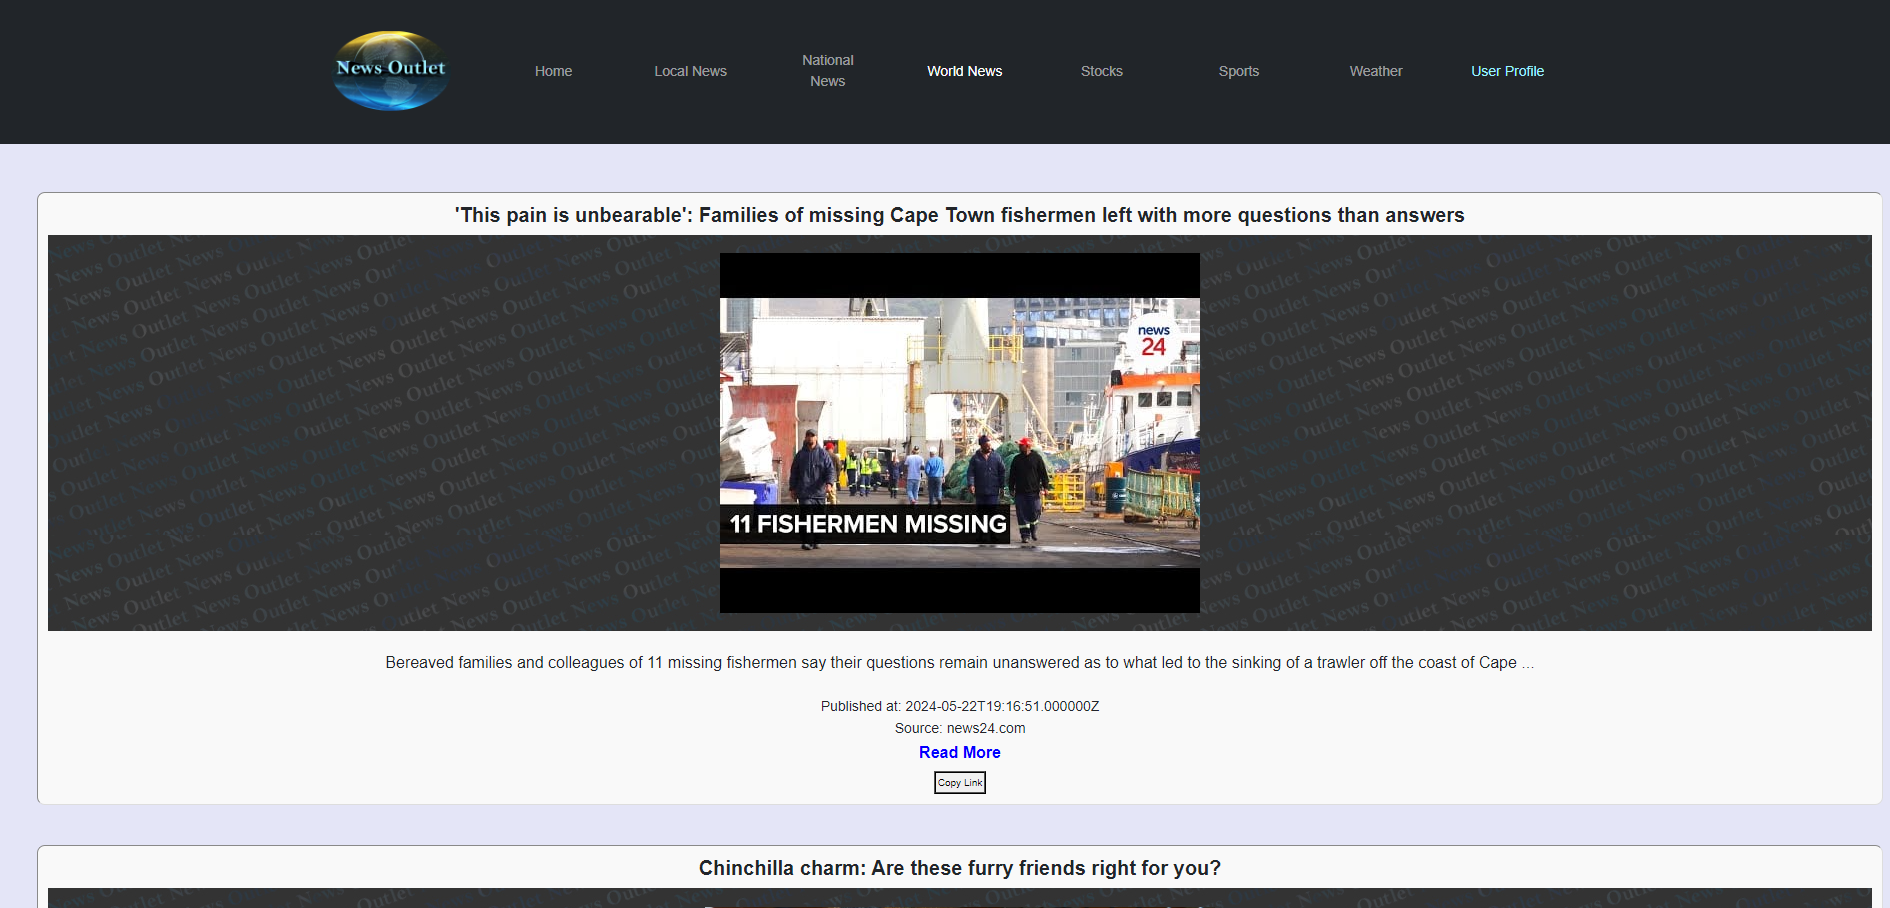 News Outlet
Home
Local News
National
News
World News
Stocks
Sports
Weather
User Profile
'This pain is unbearable': Families of missing Cape Town fishermen left with more questions than answers
news
24
11 FISHERMEN MISSING
Bereaved families and colleagues of 11 missing fishermen say their questions remain unanswered as to what led to the sinking of a trawler off the coast of Cape ...
Published at: 2024-05-22T19:16:51.000000Z
Source: news24.com
Read More
Copy Link
Chinchilla charm: Are these furry friends right for you?